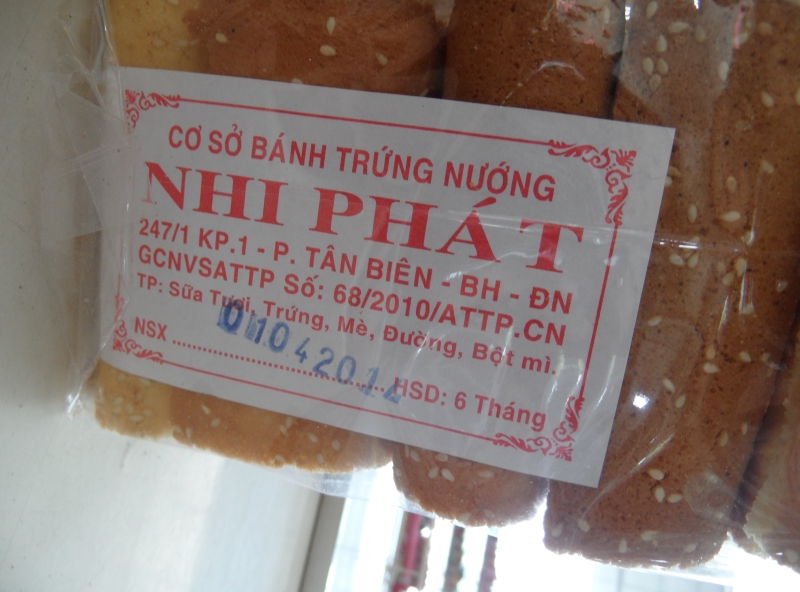 CƠ SỞ BÁNH TRỨNG NƯỚNG
NHI PHÁT
247/1 KP.1 - P. TÂN BIÊN - BH - ĐN
GCNVSATTP Số: 68/2010/ATTP.CN
TP: Sữa Tươi, Trứng, Mè, Đường, Bột mì.
NSX 01042014 HSD: 6 Tháng